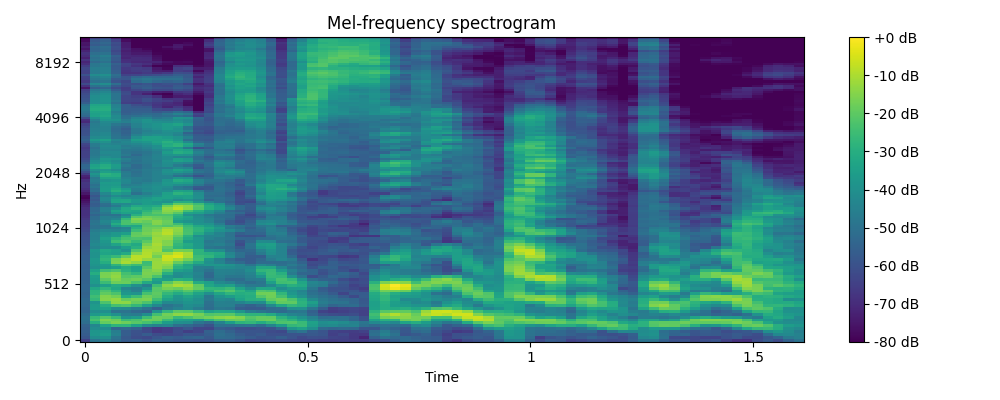 Mel-frequency spectrogram
8192
4096
2048
1024
512
0
Hz
0
0.5
1
1.5
Time
+0 dB
-10 dB
-20 dB
-30 dB
-40 dB
-50 dB
-60 dB
-70 dB
-80 dB